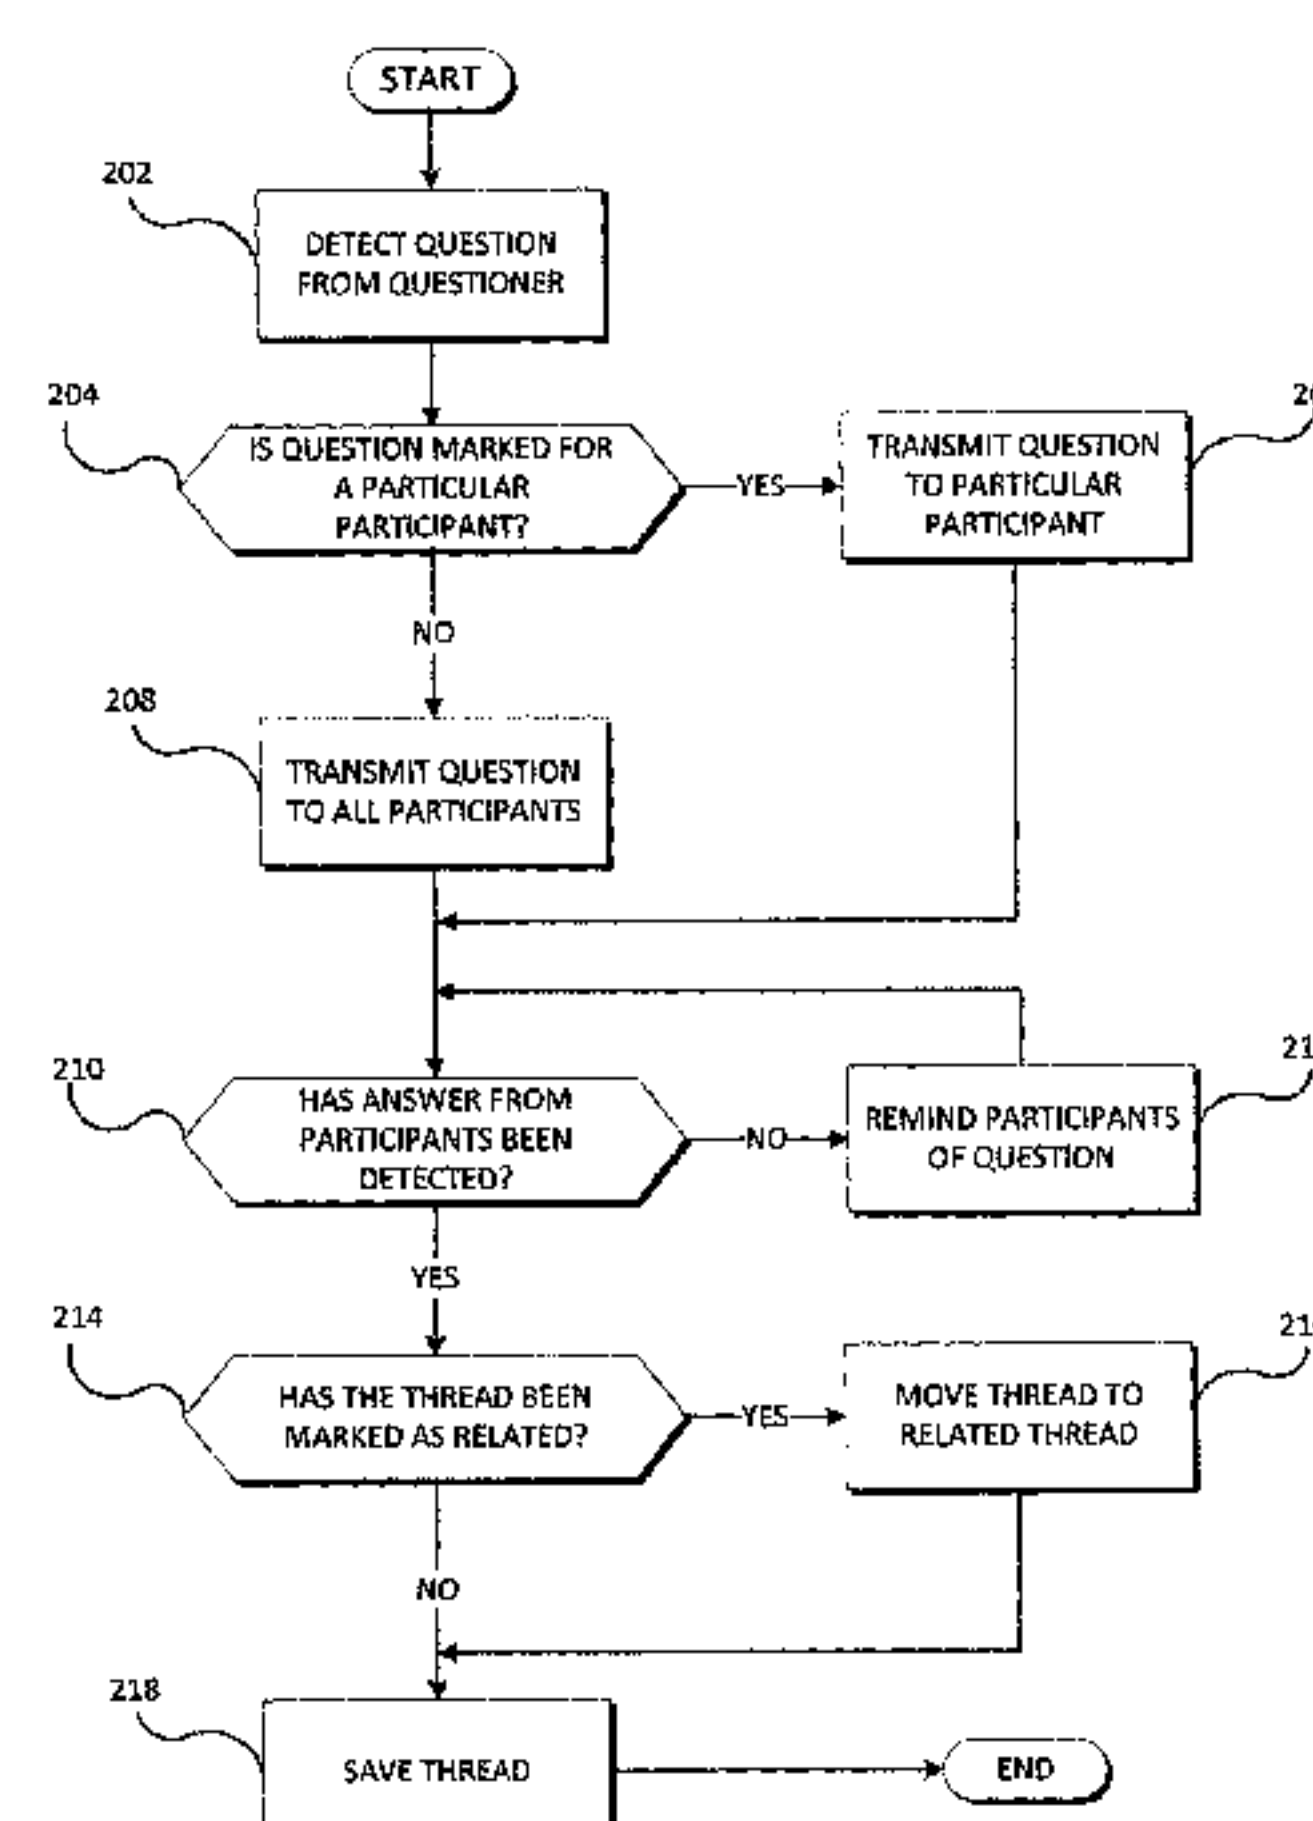 START
202
DETECT QUESTION
FROM QUESTIONER
204
IS QUESTION MARKED FOR
A PARTICULAR
PARTICIPANT?
YES
TRANSMIT QUESTION
TO PARTICULAR
PARTICIPANT
NO
208
TRANSMIT QUESTION
TO ALL PARTICIPANTS
210
HAS ANSWER FROM
PARTICIPANTS BEEN
DETECTED?
NO
REMIND PARTICIPANTS
OF QUESTION
YES
214
HAS THE THREAD BEEN
MARKED AS RELATED?
YES
MOVE THREAD TO
RELATED THREAD
NO
218
SAVE THREAD
END